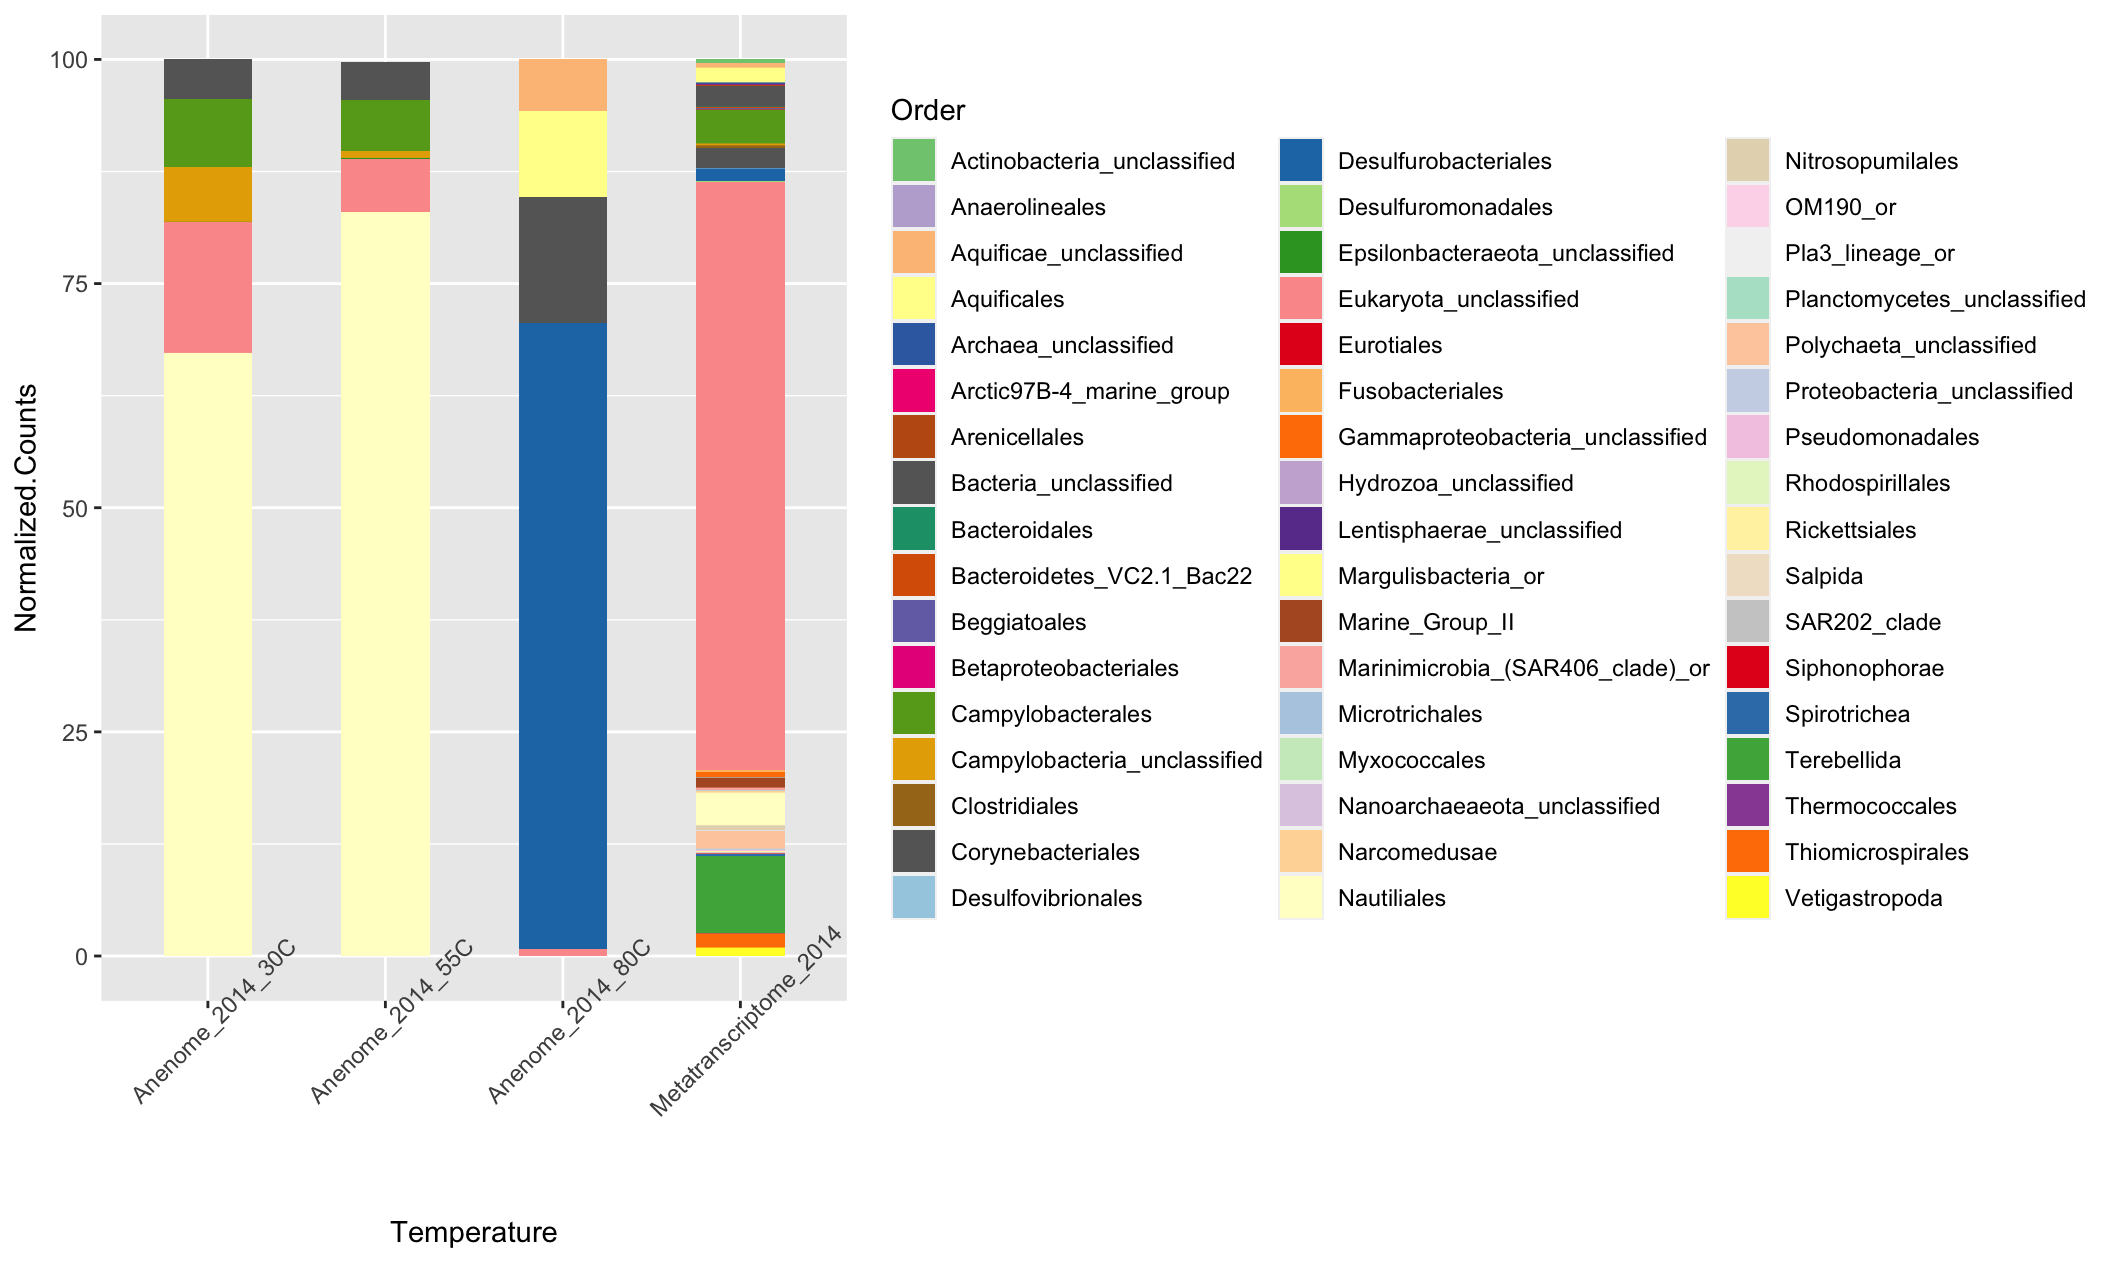 100
75
50
25
0
Normalized.Counts
Anenome_2014_30C
Anenome_2014_55C
Anenome_2014_80C
Metatranscriptome_2014
Temperature
Order
Actinobacteria_unclassified
Anaerolineales
Aquificae_unclassified
Aquificales
Archaea_unclassified
Arctic97B-4_marine_group
Arenicellales
Bacteria_unclassified
Bacteroidales
Bacteroidetes_VC2.1_Bac22
Beggiatoales
Betaproteobacteriales
Campylobacterales
Campylobacteria_unclassified
Clostridiales
Corynebacteriales
Desulfovibrionales
Desulfurobacteriales
Desulfuromonadales
Epsilonbacteraeota_unclassified
Eukaryota_unclassified
Eurotiales
Fusobacteriales
Gammaproteobacteria_unclassified
Hydrozoa_unclassified
Lentisphaerae_unclassified
Margulisbacteria_or
Marine_Group_II
Marinimicrobia_(SAR406_clade)_or
Microtrichales
Myxococcales
Nanoarchaeaeota_unclassified
Narcomedusae
Nautiliales
Nitrosopumilales
OM190_or
Pla3_lineage_or
Planctomycetes_unclassified
Polychaeta_unclassified
Proteobacteria_unclassified
Pseudomonadales
Rhodospirillales
Rickettsiales
Salpida
SAR202_clade
Siphonophorae
Spirotrichea
Terebellida
Thermococcales
Thiomicrospirales
Vetigastropoda